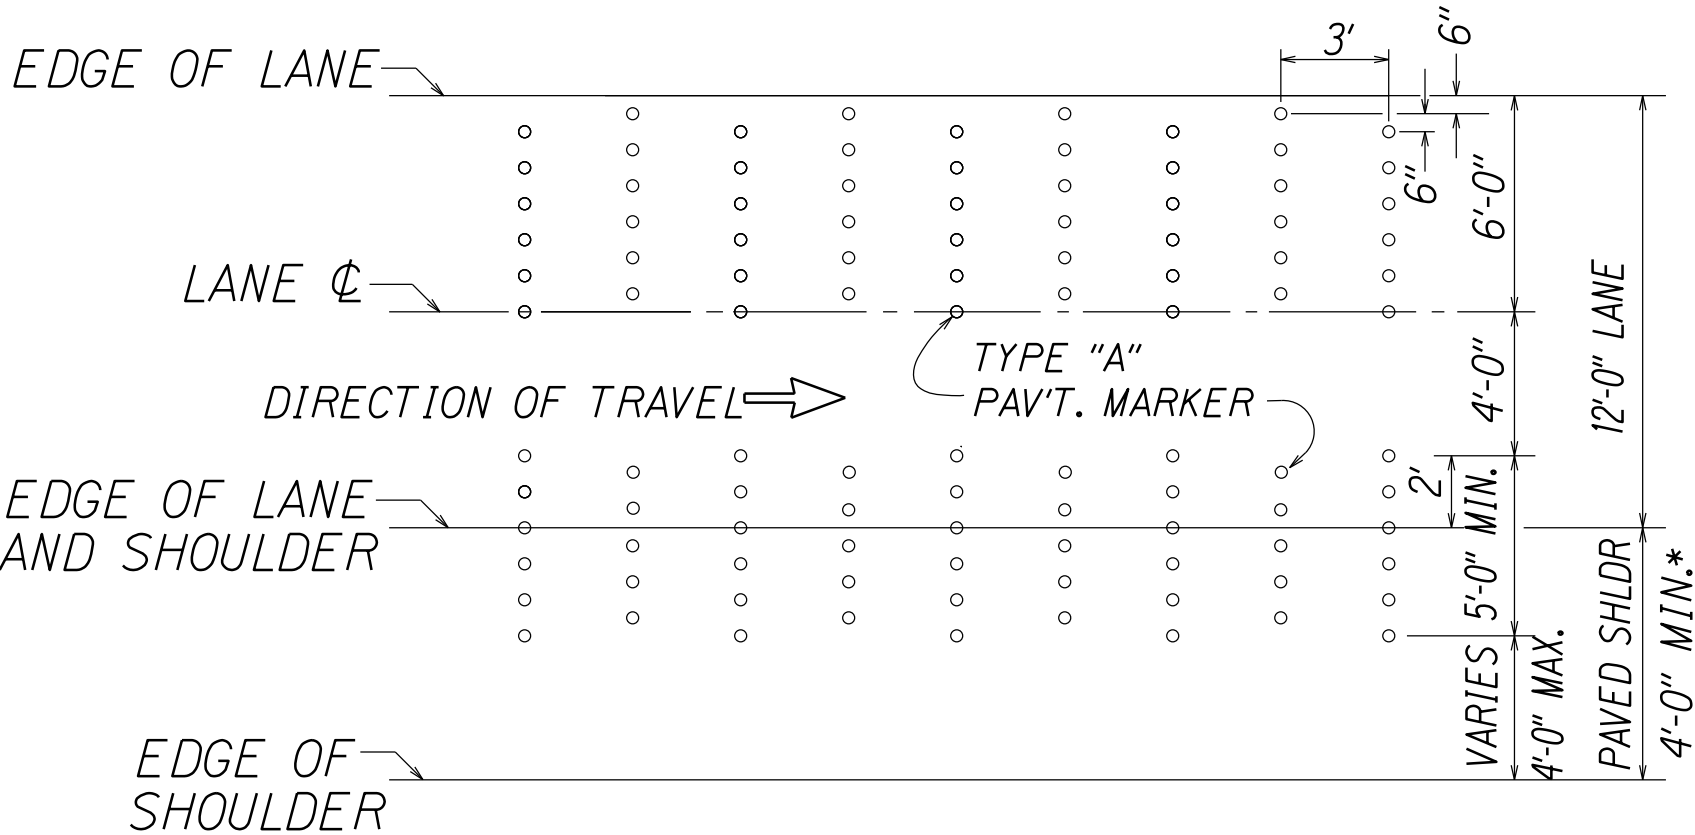 EDGE OF LANE
3'
6"
6"
6'-0"
LANE ℄
12'-0" LANE
TYPE "A"
PAV'T. MARKER
4'-0"
DIRECTION OF TRAVEL
EDGE OF LANE
AND SHOULDER
2'
5'-0" MIN.
VARIES
4'-0" MAX.
PAVED SHLDR
4'-0" MIN.*
EDGE OF
SHOULDER